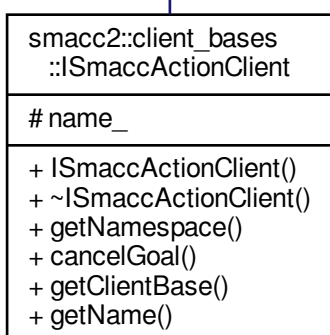 smacc2::client_bases
::ISmaccActionClient
# name_
+ ISmaccActionClient()
+ ~ISmaccActionClient()
+ getNamespace()
+ cancelGoal()
+ getClientBase()
+ getName()